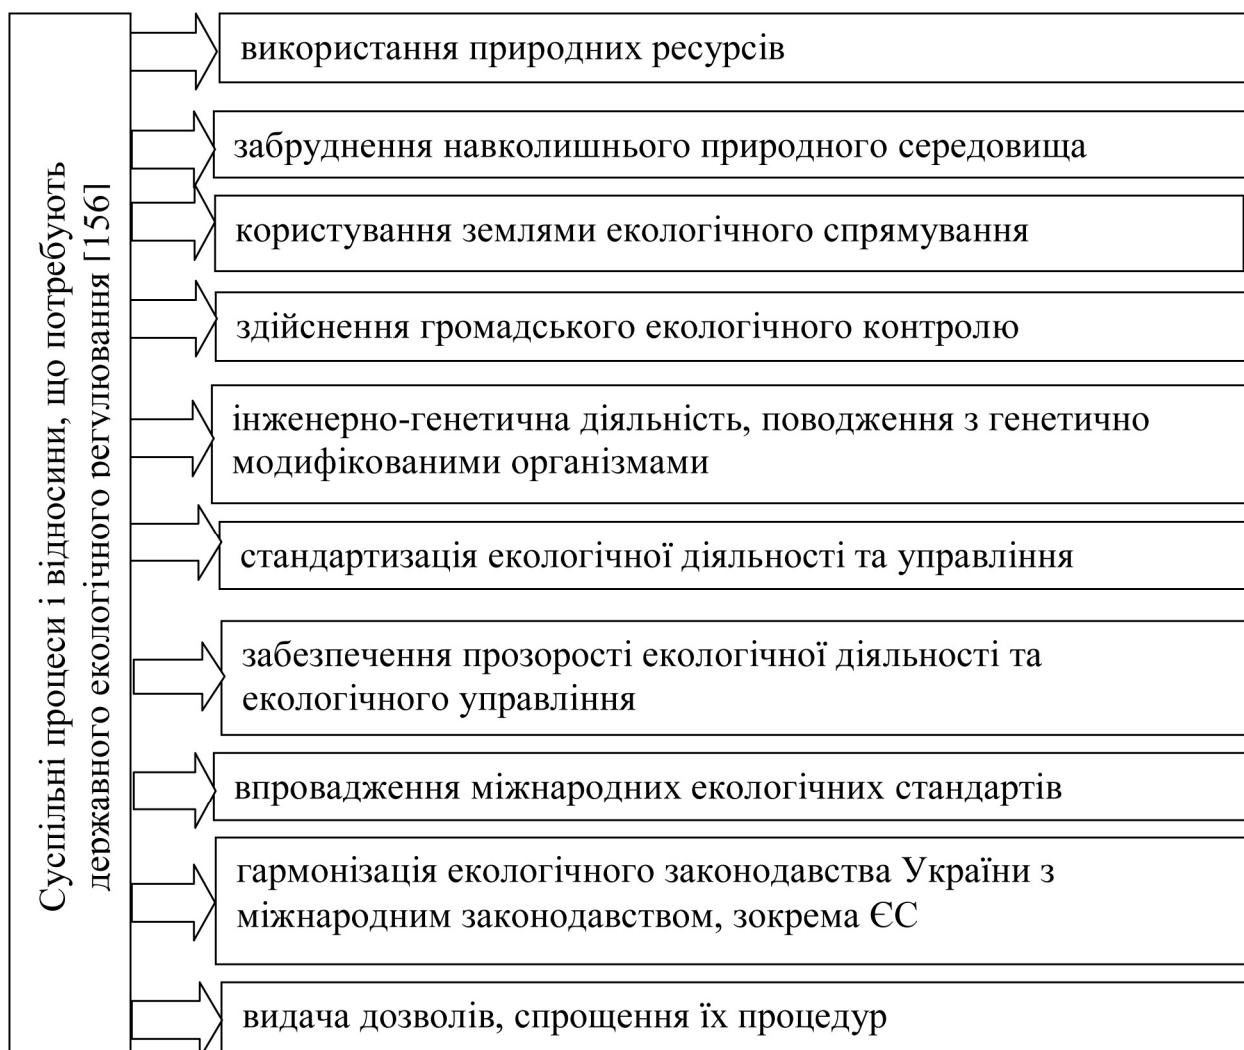 Суспільні процеси і відносини, що потребують
державного екологічного регулювання [156]
використання природних ресурсів
забруднення навколишнього природного середовища
користування землями екологічного спрямування
здійснення громадського екологічного контролю
інженерно-генетична діяльність, поводження з генетично
модифікованими організмами
стандартизація екологічної діяльності та управління
забезпечення прозорості екологічної діяльності та
екологічного управління
впровадження міжнародних екологічних стандартів
гармонізація екологічного законодавства України з
міжнародним законодавством, зокрема ЄС
видача дозволів, спрощення їх процедур